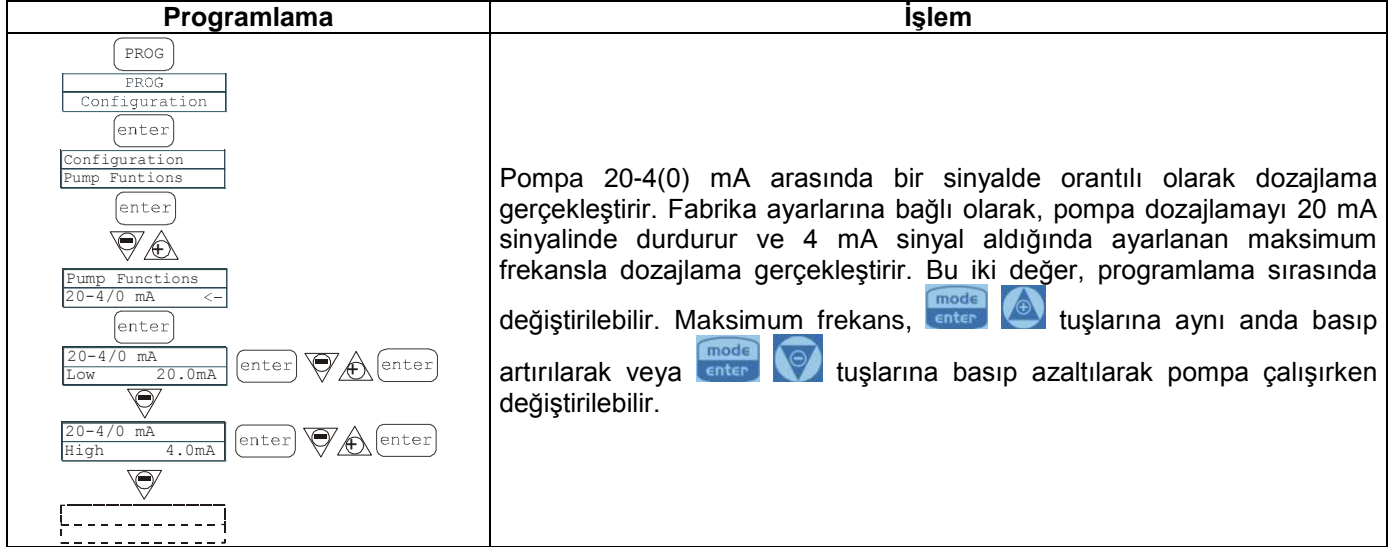 Programlama
İşlem
PROG
PROG
Configuration
enter
Configuration
Pump Funtions
enter
Pump Functions
20-4/0 mA <-
enter
20-4/0 mA
Low 20.0mA
enter
enter
20-4/0 mA
High 4.0mA
enter
enter
Pompa 20-4(0) mA arasında bir sinyalde orantılı olarak dozajlama
gerçekleştirir. Fabrika ayarlarına bağlı olarak, pompa dozajlamayı 20 mA
sinyalinde durdurur ve 4 mA sinyal aldığında ayarlanan maksimum
frekansla dozajlama gerçekleştirir. Bu iki değer, programlama sırasında
değiştirilebilir. Maksimum frekans, mode enter tuşlarına aynı anda basıp
artırılarak veya mode enter tuşlarına basıp azaltılarak pompa çalışırken
değiştirilebilir.